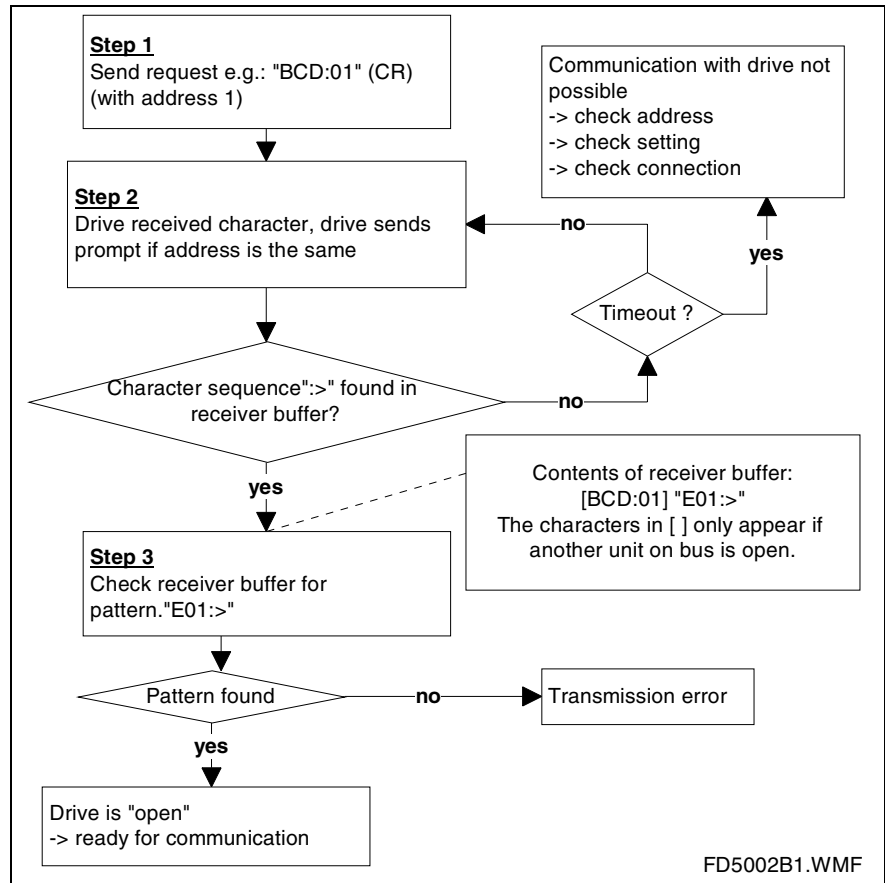 Step 1
Send request e.g.: "BCD:01" (CR)
(with address 1)
Communication with drive not
possible
-> check address
-> check setting
-> check connection
Step 2
Drive received character, drive sends
prompt if address is the same
no
yes
Timeout ?
Character sequence":>" found in
receiver buffer?
no
yes
Contents of receiver buffer:
[BCD:01] "E01:>"
The characters in [ ] only appear if
another unit on bus is open.
Step 3
Check receiver buffer for
pattern."E01:>"
Pattern found
no
Transmission error
yes
Drive is "open"
-> ready for communication
FD5002B1.WMF